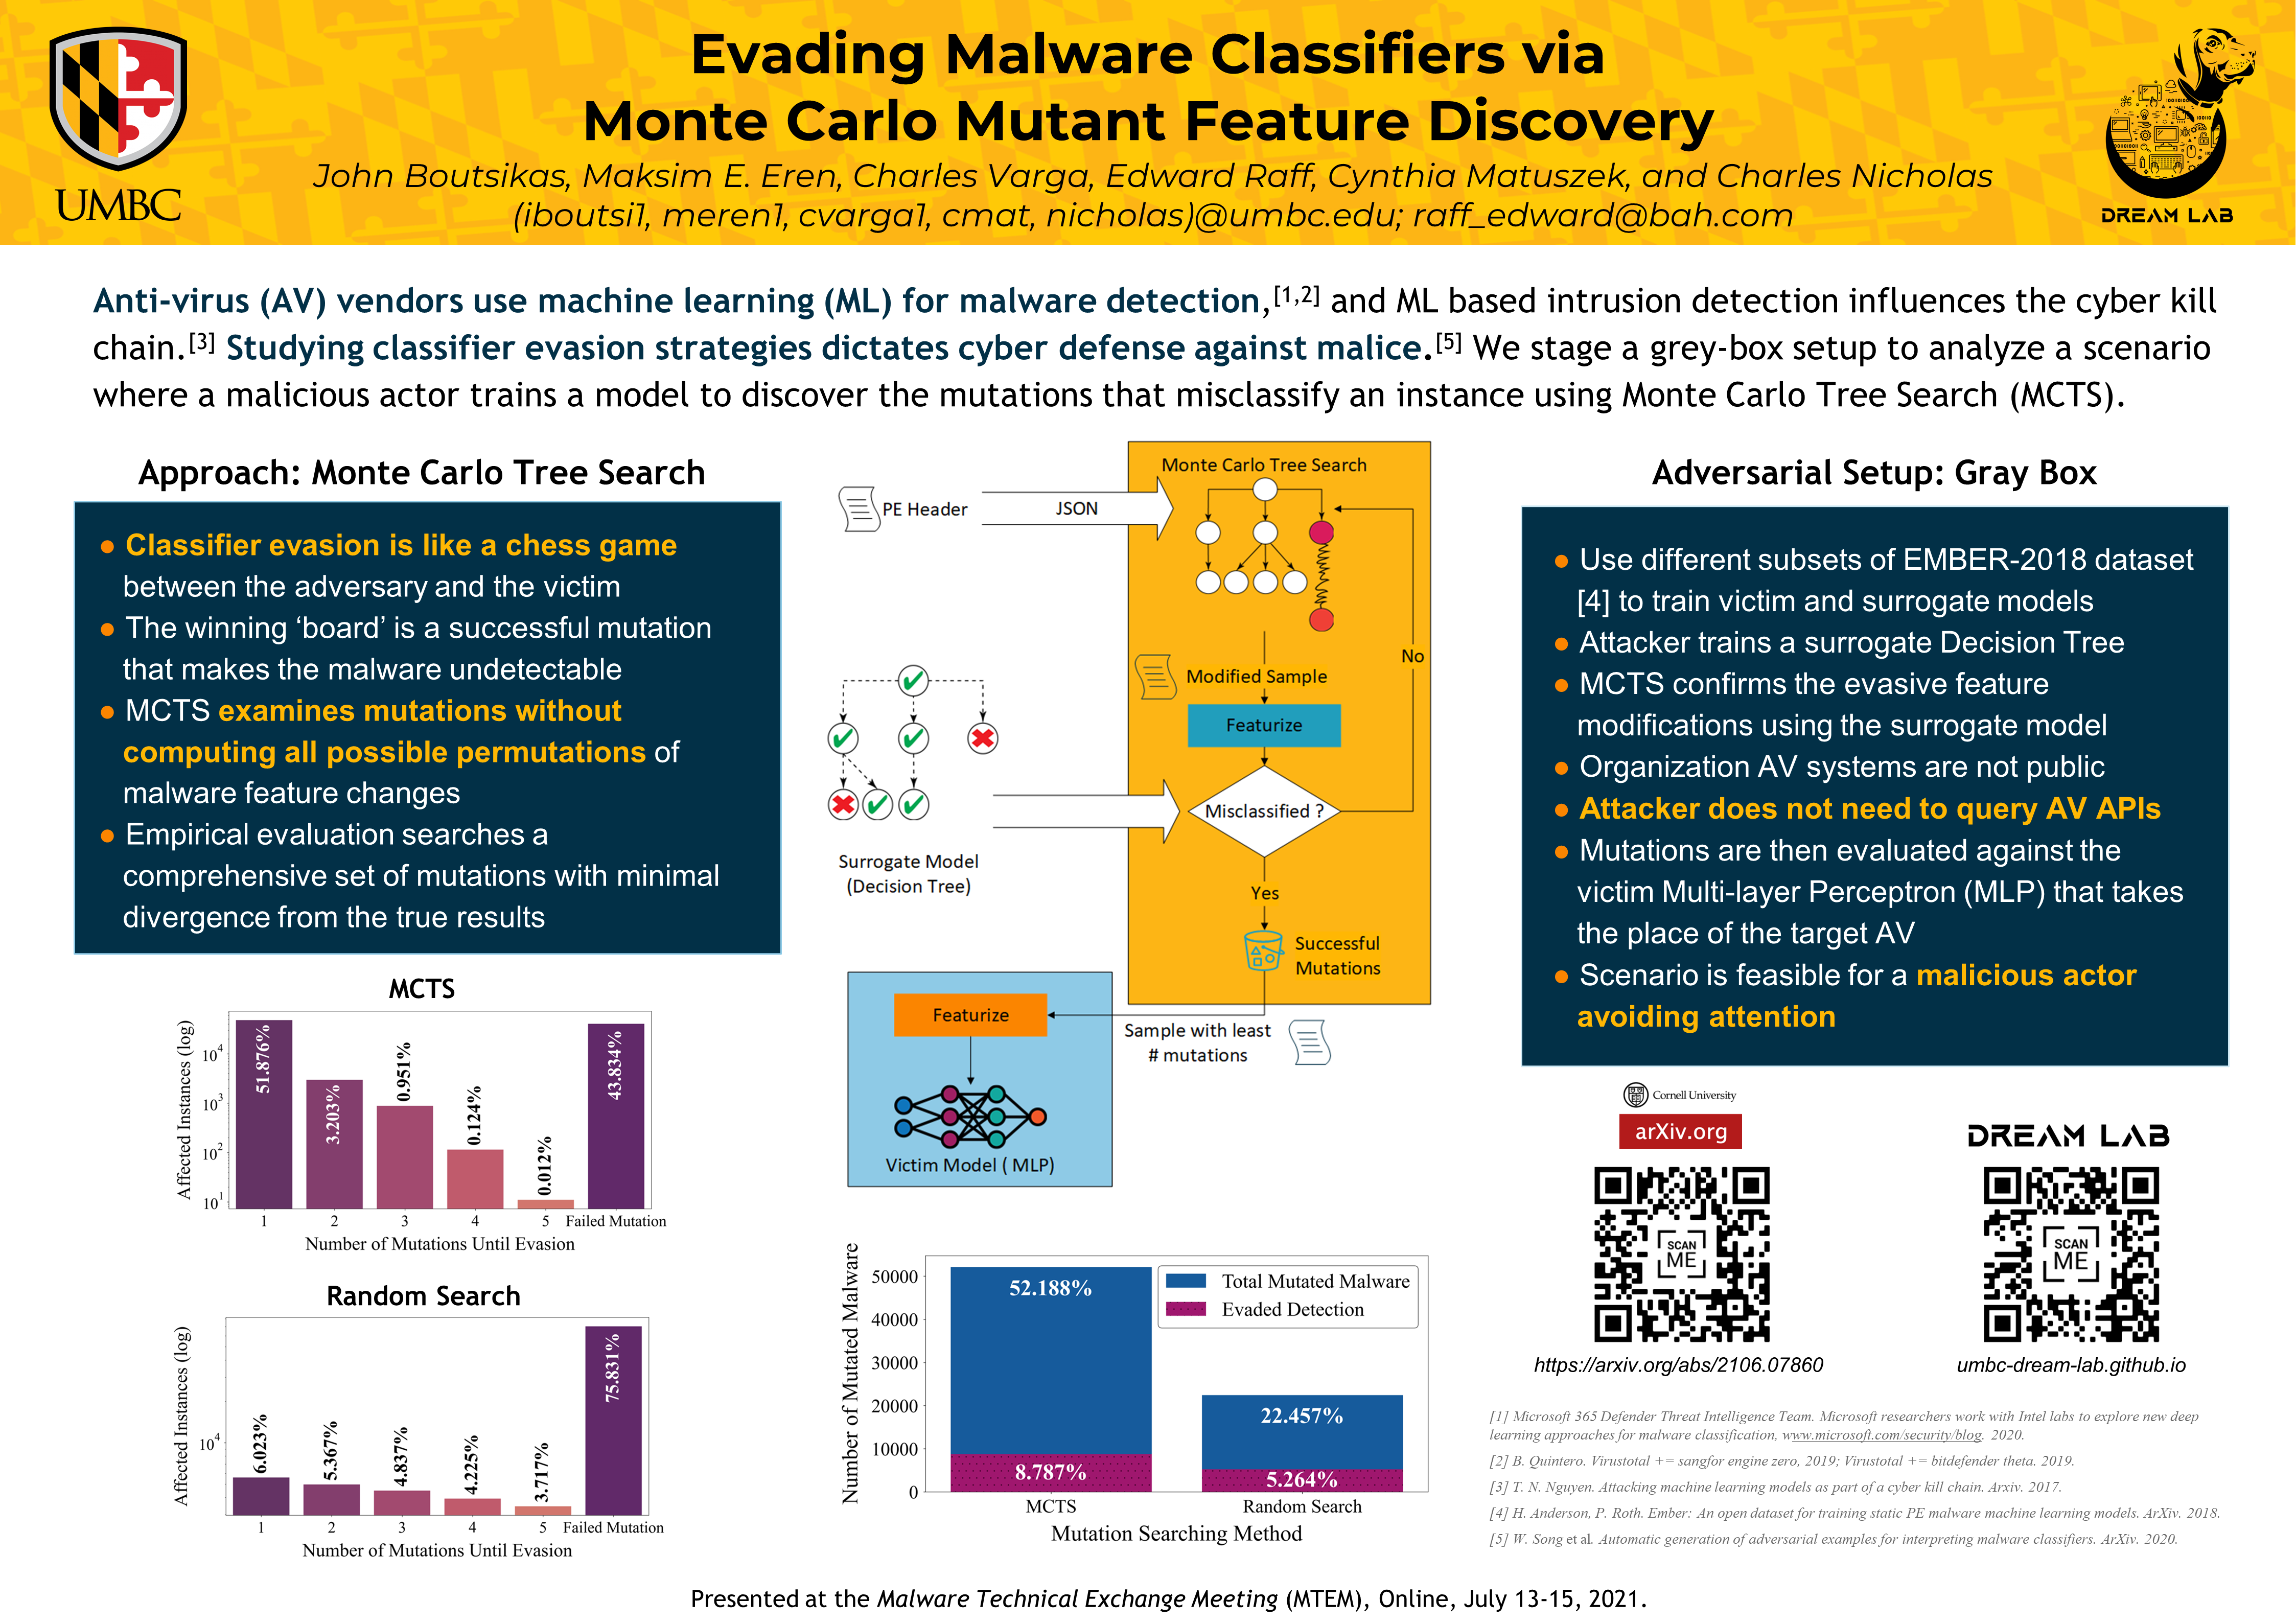 Evading Malware Classifiers via
Monte Carlo Mutant Feature Discovery
John Boutsikas, Maksim E. Eren, Charles Varga, Edward Raff, Cynthia Matuszek, and Charles Nicholas
(iboutsi1, meren1, cvarga1, cmat, nicholas)@umbc.edu; raff_edward@bah.com
UMBC
DREAM LAB
Anti-virus (AV) vendors use machine learning (ML) for malware detection,[1,2] and ML based intrusion detection influences the cyber kill
chain.[3] Studying classifier evasion strategies dictates cyber defense against malice.[5] We stage a grey-box setup to analyze a scenario
where a malicious actor trains a model to discover the mutations that misclassify an instance using Monte Carlo Tree Search (MCTS).
Approach: Monte Carlo Tree Search
● Classifier evasion is like a chess game
between the adversary and the victim
● The winning ‘board’ is a successful mutation
that makes the malware undetectable
● MCTS examines mutations without
computing all possible permutations of
malware feature changes
● Empirical evaluation searches a
comprehensive set of mutations with minimal
divergence from the true results
MCTS
Affected Instances (log)
10⁴
10³
10²
10¹
51.876%
3.203%
0.951%
0.124%
0.012%
43.834%
1 2 3 4 5 Failed Mutation
Number of Mutations Until Evasion
Random Search
Affected Instances (log)
10⁴
6.023%
5.367%
4.837%
4.225%
3.717%
75.831%
1 2 3 4 5 Failed Mutation
Number of Mutations Until Evasion
Monte Carlo Tree Search
PE Header
JSON
No
Modified Sample
Featurize
Misclassified ?
Surrogate Model
(Decision Tree)
Yes
Successful
Mutations
Featurize
Sample with least
# mutations
Victim Model ( MLP)
Number of Mutated Malware
50000
40000
30000
20000
10000
0
Total Mutated Malware
Evaded Detection
52.188%
8.787%
22.457%
5.264%
MCTS Random Search
Mutation Searching Method
Adversarial Setup: Gray Box
● Use different subsets of EMBER-2018 dataset
[4] to train victim and surrogate models
● Attacker trains a surrogate Decision Tree
● MCTS confirms the evasive feature
modifications using the surrogate model
● Organization AV systems are not public
● Attacker does not need to query AV APIs
● Mutations are then evaluated against the
victim Multi-layer Perceptron (MLP) that takes
the place of the target AV
● Scenario is feasible for a malicious actor
avoiding attention
Cornell University
arXiv.org
SCAN
ME
https://arxiv.org/abs/2106.07860
DREAM LAB
SCAN
ME
umbc-dream-lab.github.io
[1] Microsoft 365 Defender Threat Intelligence Team. Microsoft researchers work with Intel labs to explore new deep
learning approaches for malware classification, www.microsoft.com/security/blog. 2020.
[2] B. Quintero. Virustotal += sangfor engine zero, 2019; Virustotal += bitdefender theta. 2019.
[3] T. N. Nguyen. Attacking machine learning models as part of a cyber kill chain. Arxiv. 2017.
[4] H. Anderson, P. Roth. Ember: An open dataset for training static PE malware machine learning models. ArXiv. 2018.
[5] W. Song et al. Automatic generation of adversarial examples for interpreting malware classifiers. ArXiv. 2020.
Presented at the Malware Technical Exchange Meeting (MTEM), Online, July 13-15, 2021.